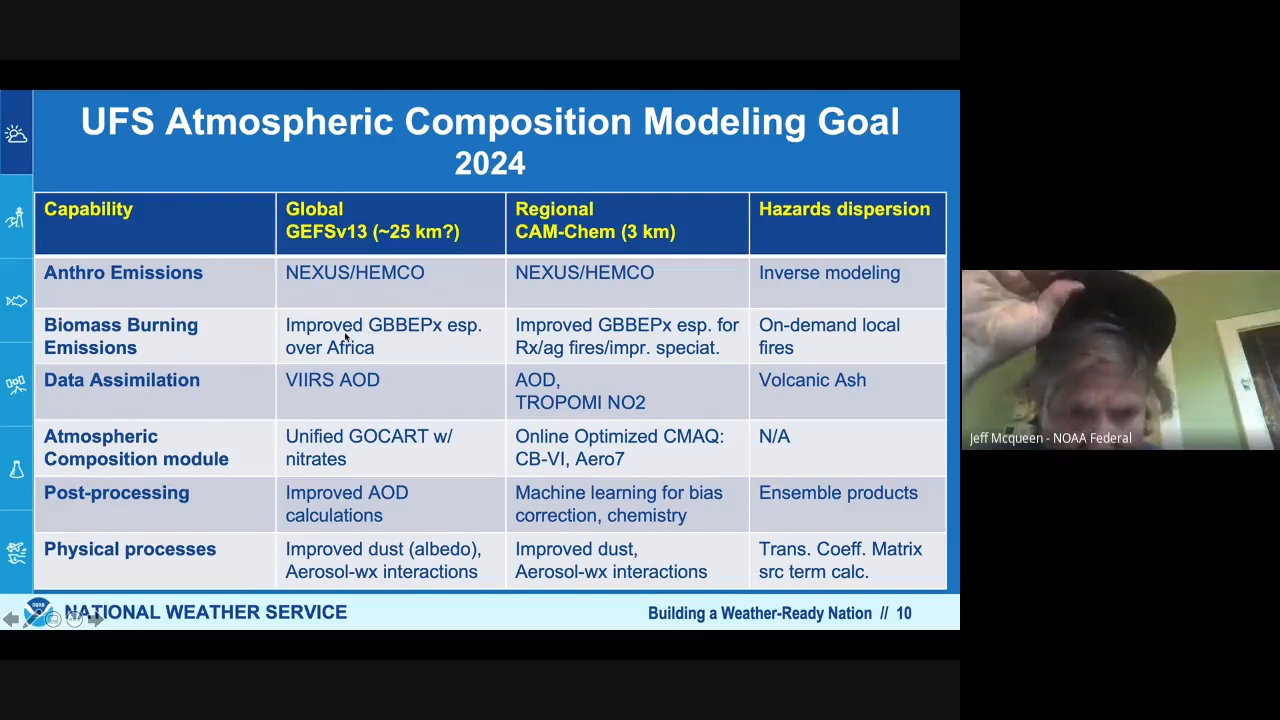 UFS Atmospheric Composition Modeling Goal
2024
Capability
Global
GEFSv13 (~25 km?)
Regional
CAM-Chem (3 km)
Hazards dispersion
Anthro Emissions
NEXUS/HEMCO
NEXUS/HEMCO
Inverse modeling
Biomass Burning
Emissions
Improved GBBEPx esp.
over Africa
Improved GBBEPx esp. for
Rx/ag fires/impr. speciat.
On-demand local
fires
Data Assimilation
VIIRS AOD
AOD,
TROPOMI NO2
Volcanic Ash
Atmospheric
Composition module
Unified GOCART w/
nitrates
Online Optimized CMAQ:
CB-VI, Aero7
N/A
Post-processing
Improved AOD
calculations
Machine learning for bias
correction, chemistry
Ensemble products
Physical processes
Improved dust (albedo),
Aerosol-wx interactions
Improved dust,
Aerosol-wx interactions
Trans. Coeff. Matrix
src term calc.
NATIONAL WEATHER SERVICE
Building a Weather-Ready Nation // 10
Jeff Mcqueen - NOAA Federal